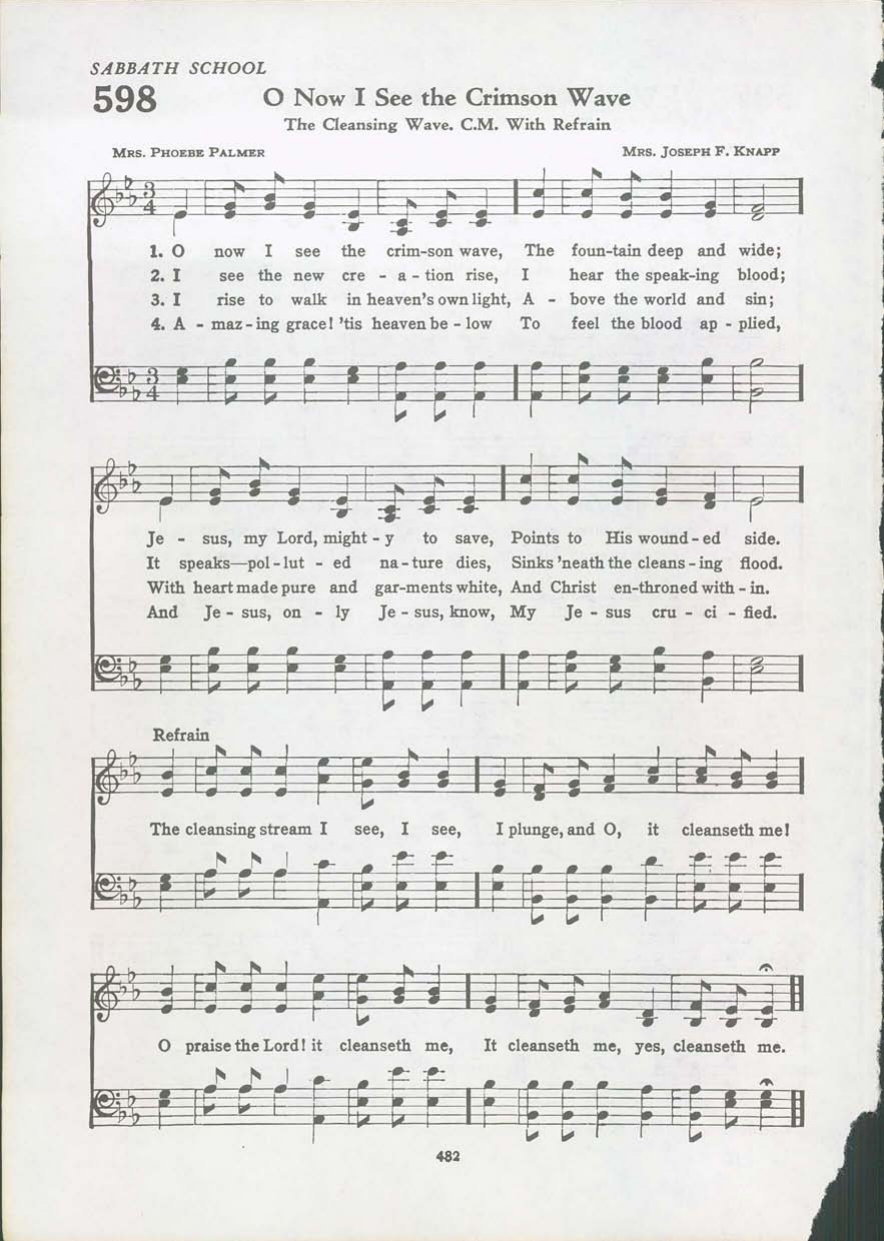 SABBATH SCHOOL
598 O Now I See the Crimson Wave
The Cleansing Wave. C.M. With Refrain
MRS. PHOEBE PALMER MRS. JOSEPH F. KNAPP
3 4
1. O now I see the crim-son wave, The foun-tain deep and wide;
2. I see the new cre - a - tion rise, I hear the speak-ing blood;
3. I rise to walk in heaven's own light, A - bove the world and sin;
4. A - maz - ing grace! 'tis heaven be - low To feel the blood ap - plied,
3 4
Je - sus, my Lord, might - y to save, Points to His wound - ed side.
It speaks—pol - lut - ed na - ture dies, Sinks 'neath the cleans - ing flood.
With heart made pure and gar-ments white, And Christ en-throned with - in.
And Je - sus, on - ly Je - sus, know, My Je - sus cru - ci - fied.
Refrain
The cleansing stream I see, I see, I plunge, and O, it cleanseth me!
O praise the Lord! it cleanseth me, It cleanseth me, yes, cleanseth me.
482